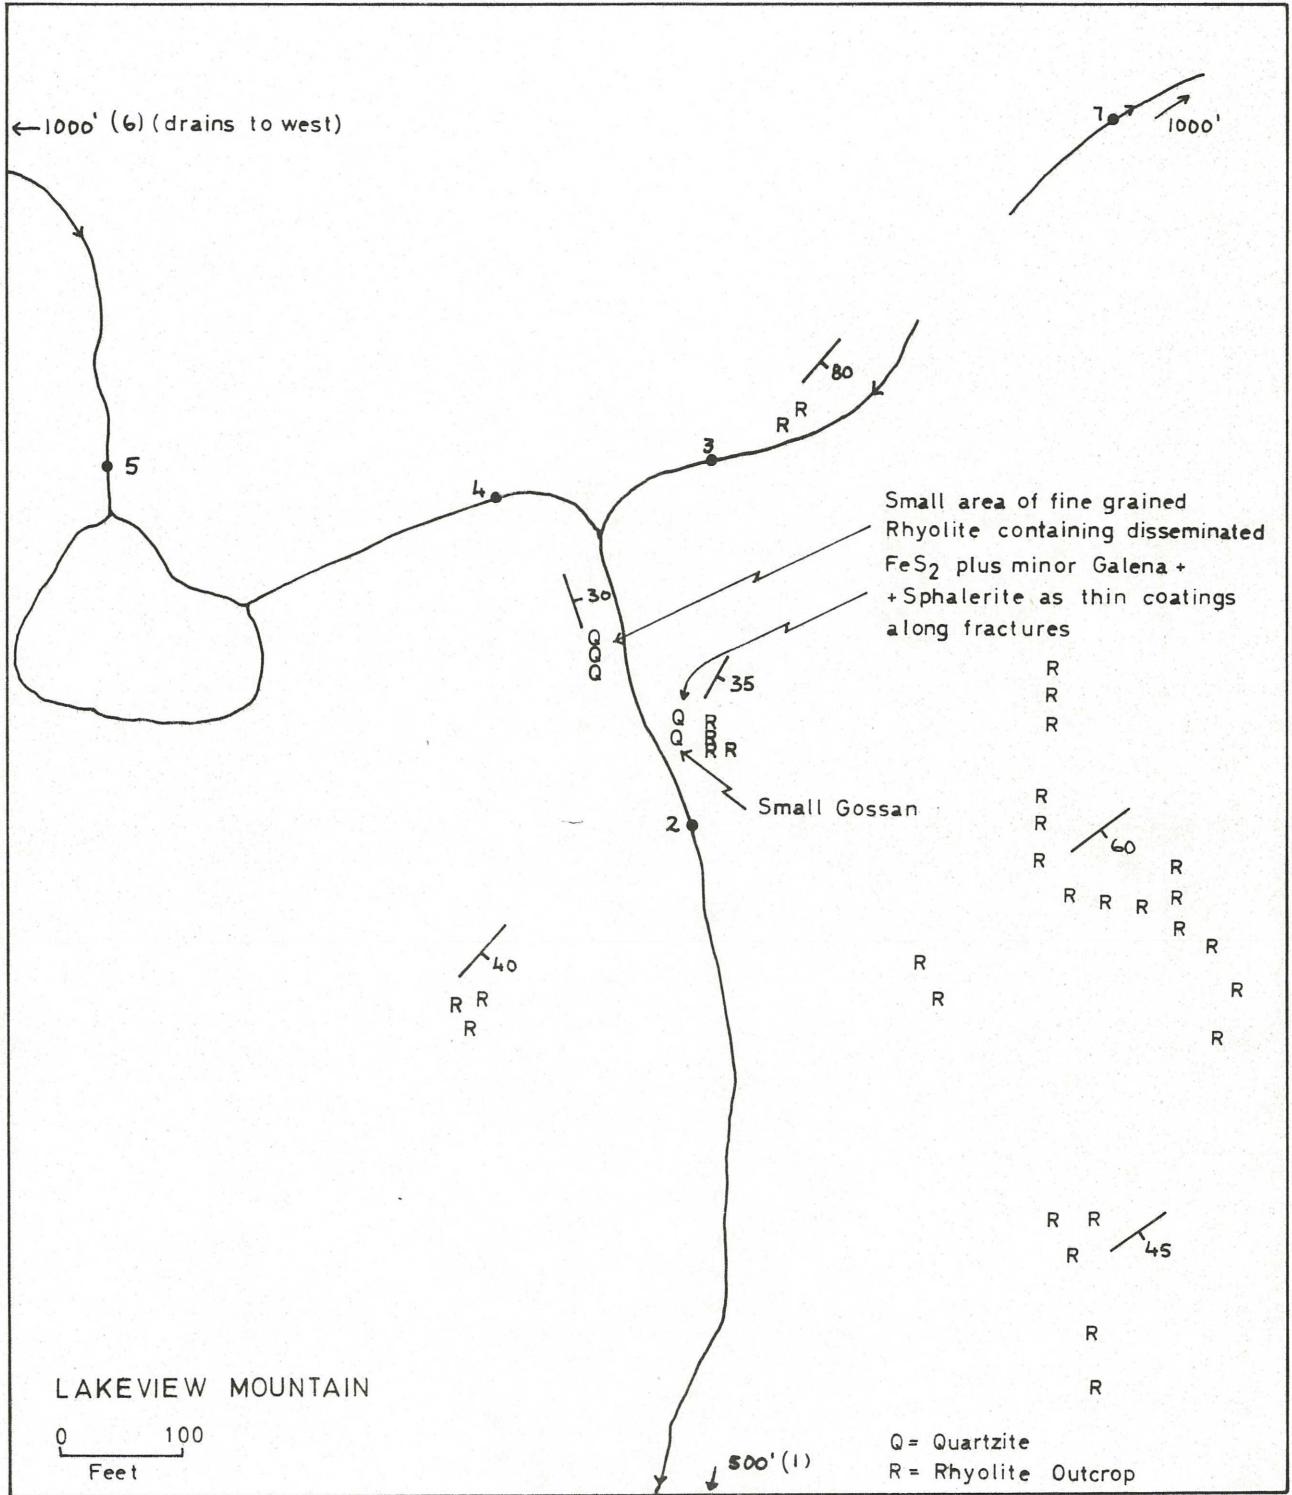 ←1000' (6) (drains to west)
7
1000'
80
R R
3
5
4
Small area of fine grained
Rhyolite containing disseminated
FeS2 plus minor Galena +
+ Sphalerite as thin coatings
along fractures
30
Q
Q
Q
35
R
R
R
Q R
Q R
R R
Small Gossan
2
R
R
R
60
R
R R R R
R
R
40
R R
R
R
R
R
R
R R
R
45
R
R
LAKEVIEW MOUNTAIN
0 100
Feet
500' (1)
Q = Quartzite
R = Rhyolite Outcrop